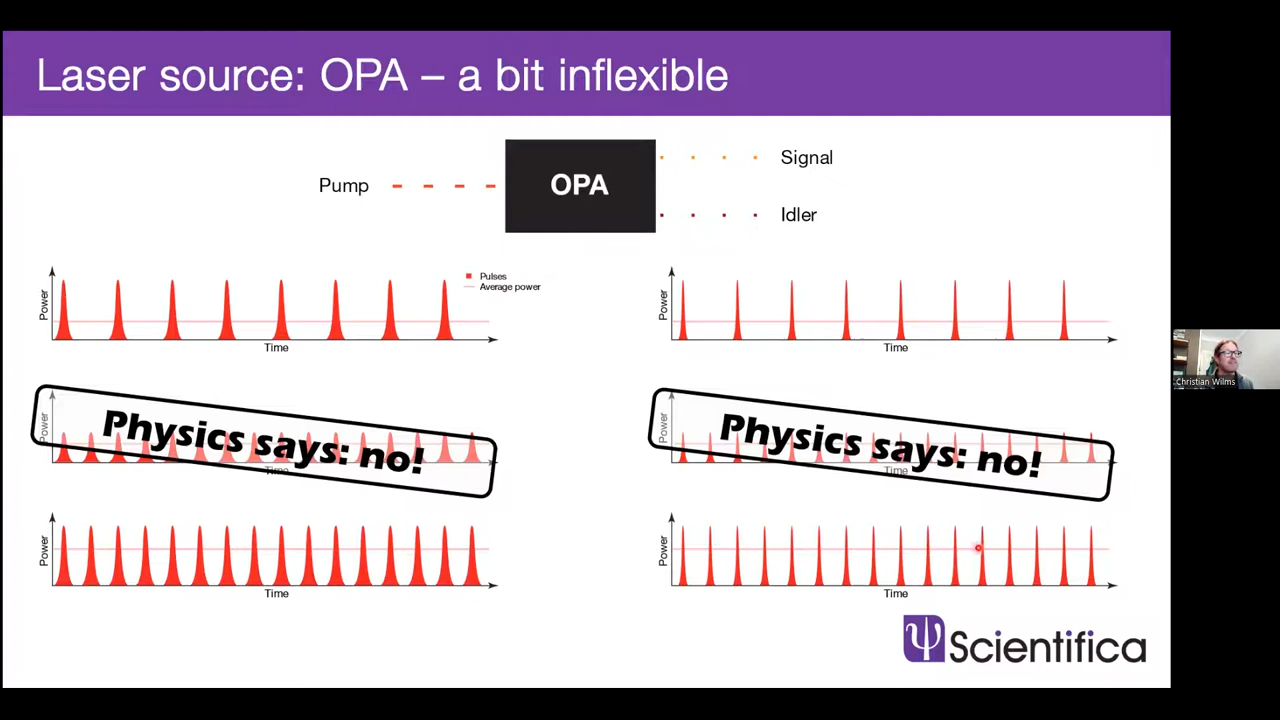 Laser source: OPA – a bit inflexible
Pump
OPA
Signal
Idler
Power
Pulses
Average power
Time
Power
Time
Power
Physics says: no!
Time
Power
Physics says: no!
Time
Christian Wilms
Power
Time
Power
Time
Scientifica